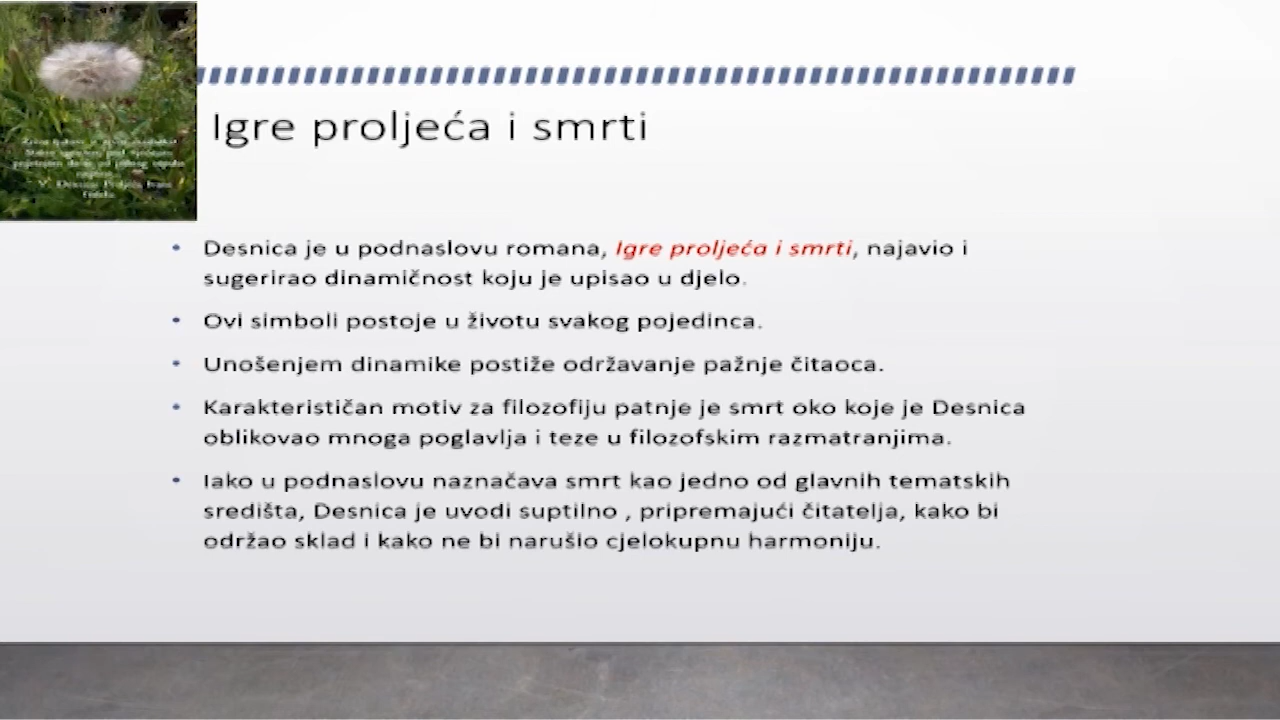 Igre proljeća i smrti
Desnica je u podnaslovu romana, Igre proljeća i smrti, najavio i
sugerirao dinamičnost koju je upisao u djelo.
Ovi simboli postoje u životu svakog pojedinca.
Unošenjem dinamike postiže održavanje pažnje čitaoca.
Karakterističan motiv za filozofiju patnje je smrt oko koje je Desnica
oblikovao mnoga poglavlja i teze u filozofskim razmatranjima.
Iako u podnaslovu naznačava smrt kao jedno od glavnih tematskih
središta, Desnica je uvodi suptilno , pripremajući čitatelja, kako bi
održao sklad i kako ne bi narušio cjelokupnu harmoniju.